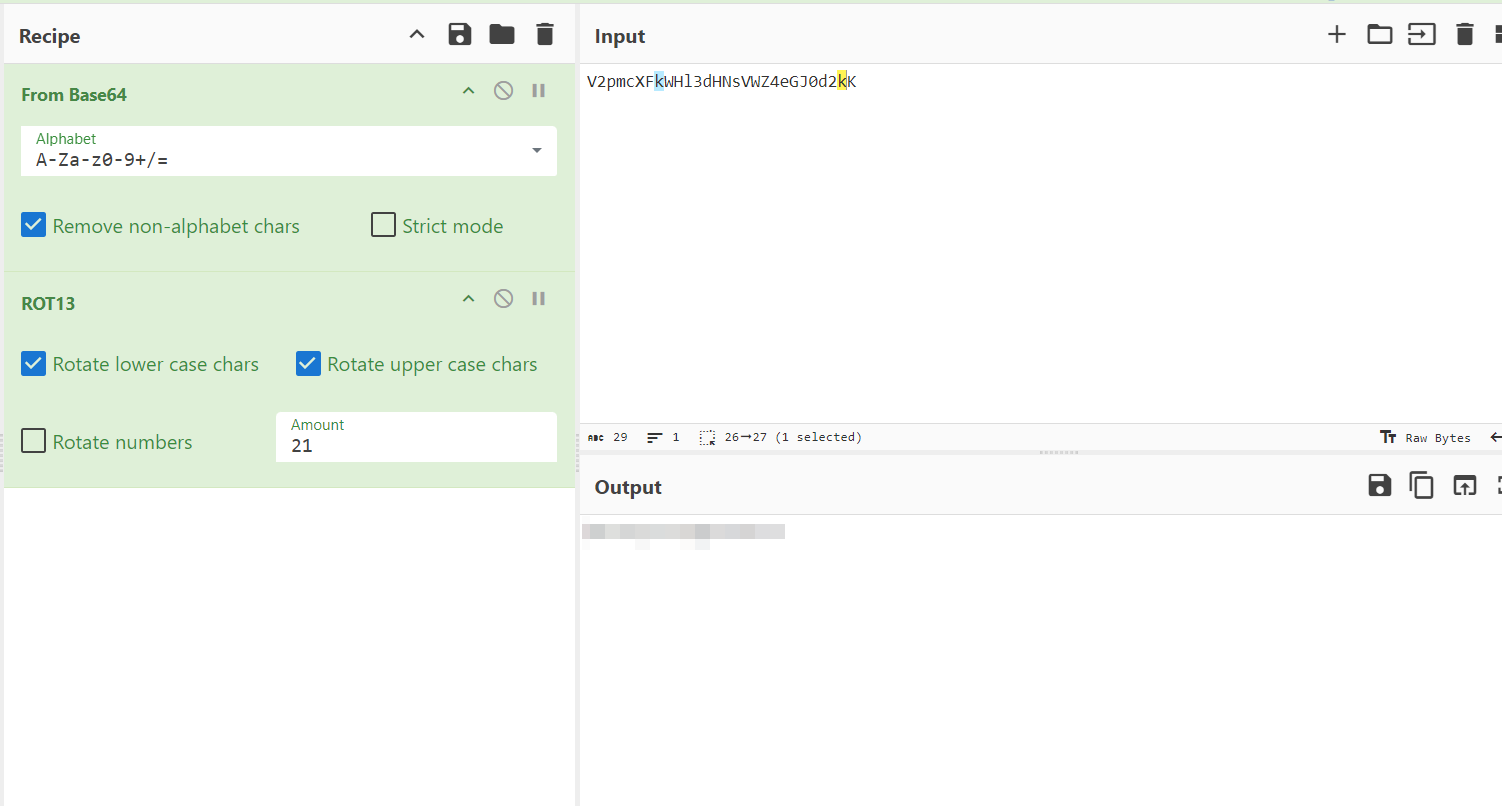 Recipe
From Base64
Alphabet
A-Za-z0-9+/=
Remove non-alphabet chars Strict mode
ROT13
Rotate lower case chars Rotate upper case chars
Rotate numbers
Amount
21
Input
V2pmcXFkWHl3dHNsVWZ4eGJ0d2kK
ABC 29 1 26→27 (1 selected) Tт Raw Bytes
Output